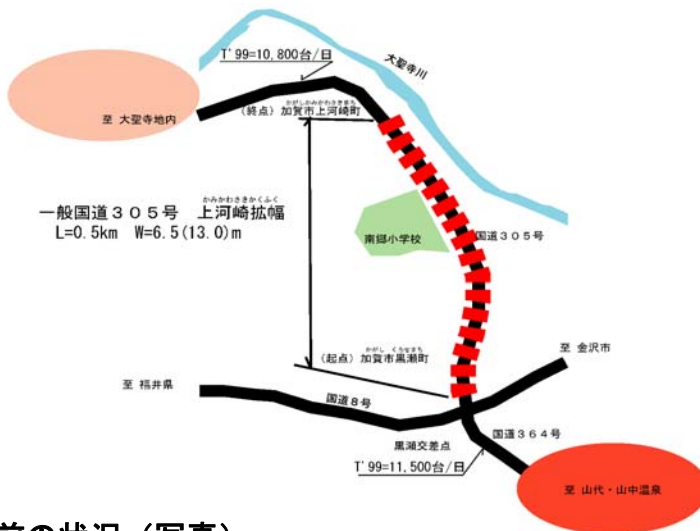 T'99=10,800台/日
大聖寺川
至 大聖寺地内
かがしかみかわさきまち
(終点) 加賀市上河崎町
かみかわさきかくふく
一般国道305号 上河崎拡幅
L=0.5km W=6.5(13.0)m
南郷小学校
国道305号
かがし くろせまち
(起点) 加賀市黒瀬町
至 金沢市
至 福井県
国道8号
国道364号
黒瀬交差点
T'99=11,500台/日
至 山代・山中温泉
前の状況(写真)